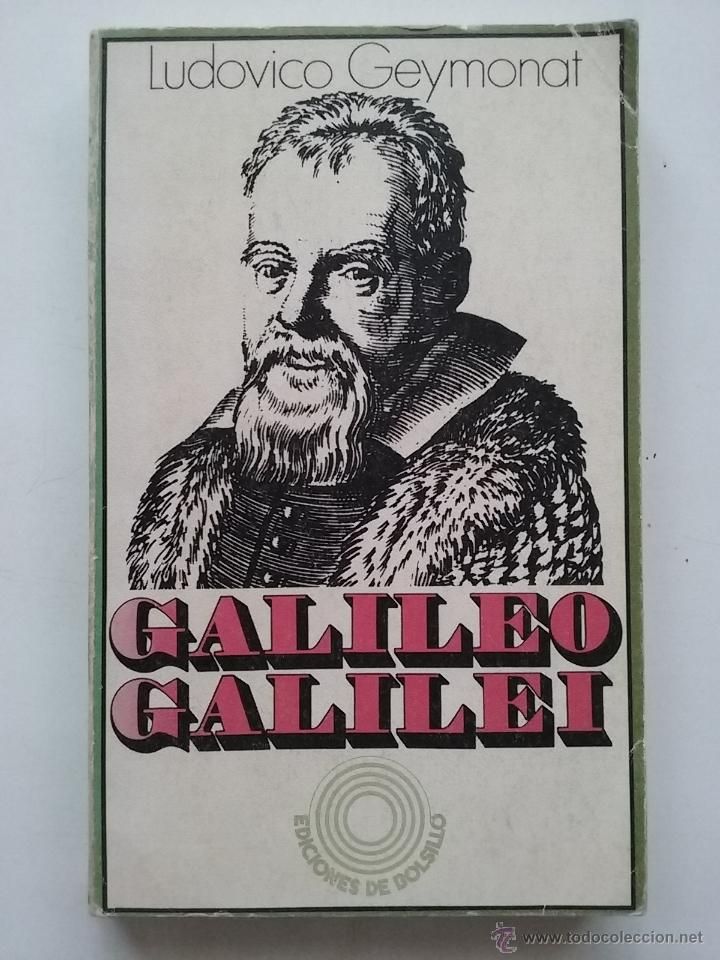 Ludovico Geymonat
GALILEO
GALILEI
EDICIONES DE BOLSILLO
© www.todocoleccion.net